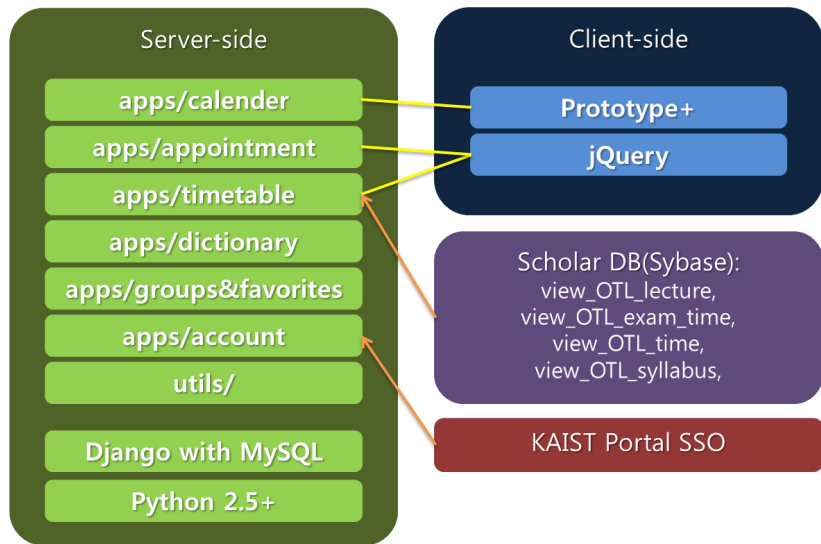 Server-side
apps/calender
apps/appointment
apps/timetable
apps/dictionary
apps/groups&favorites
apps/account
utils/
Django with MySQL
Python 2.5+
Client-side
Prototype+
jQuery
Scholar DB(Sybase):
view_OTL_lecture,
view_OTL_exam_time,
view_OTL_time,
view_OTL_syllabus,
KAIST Portal SSO